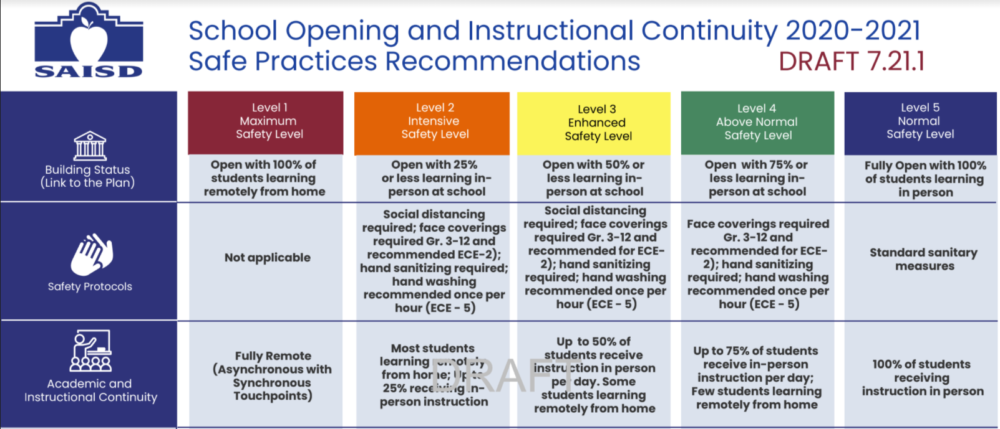 SAISD
School Opening and Instructional Continuity 2020-2021
Safe Practices Recommendations
DRAFT 7.21.1
Building Status
(Link to the Plan)
Level 1
Maximum
Safety Level
Level 2
Intensive
Safety Level
Level 3
Enhanced
Safety Level
Level 4
Above Normal
Safety Level
Level 5
Normal
Safety Level
Open with 100% of
students learning
remotely from home
Open with 25%
or less learning in-
person at school
Open with 50% or
less learning in-
person at school
Open with 75% or
less learning in-
person at school
Fully Open with 100%
of students learning
in person
Safety Protocols
Not applicable
Social distancing
required; face coverings
required Gr. 3-12 and
recommended ECE-2);
hand sanitizing required;
hand washing
recommended once per
hour (ECE - 5)
Social distancing
required; face coverings
required Gr. 3-12 and
recommended for ECE-
2); hand sanitizing
required; hand washing
recommended once per
hour (ECE - 5)
Face coverings required
Gr. 3-12 and
recommended for ECE-
2); hand sanitizing
required; hand washing
recommended once per
hour (ECE - 5)
Standard sanitary
measures
Academic and
Instructional Continuity
Fully Remote
(Asynchronous with
Synchronous
Touchpoints)
Most students
learning remotely
from home; Up to
25% receiving in-
person instruction
Up to 50% of
students receive
instruction in person
per day. Some
students learning
remotely from home
Up to 75% of students
receive in-person
instruction per day;
Few students learning
remotely from home
100% of students
receiving
instruction in person
DRAFT